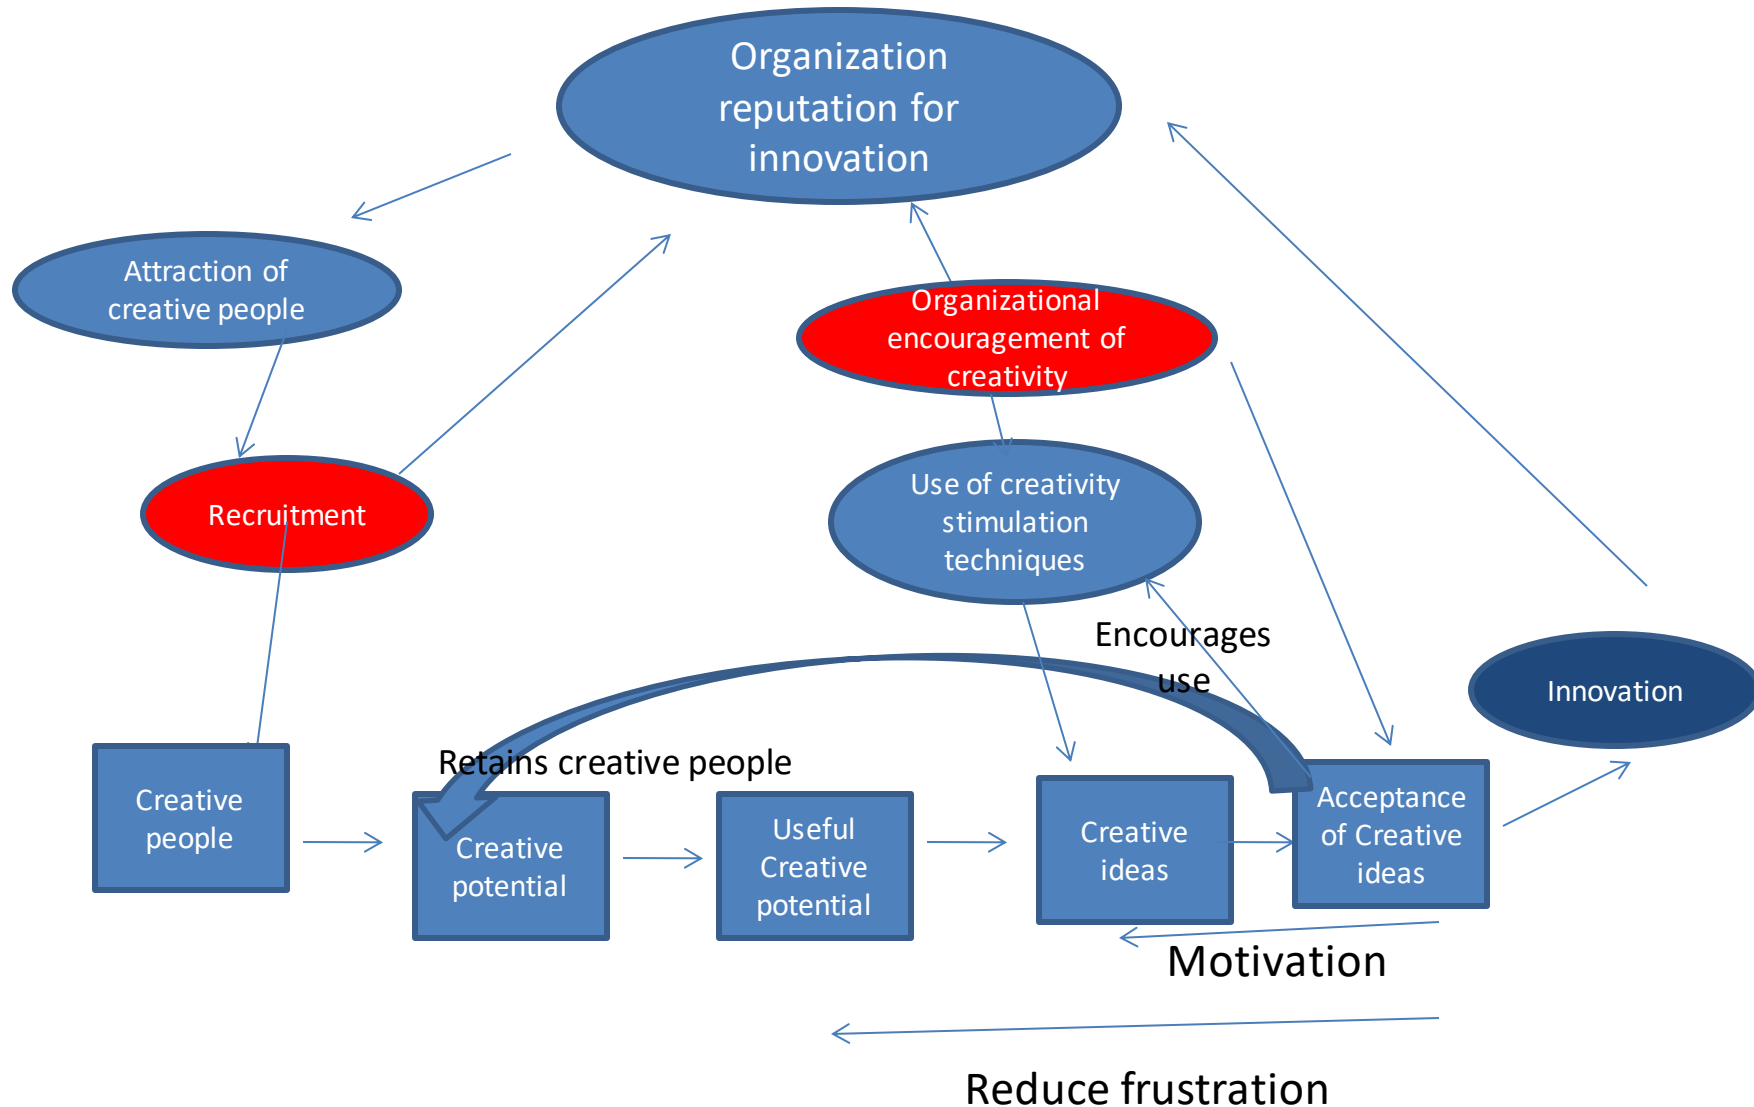 Organization
reputation for
innovation
Attraction of
creative people
Organizational
encouragement of
creativity
Recruitment
Use of creativity
stimulation
techniques
Encourages
use
Innovation
Retains creative people
Creative
people
Creative
potential
Useful
Creative
potential
Creative
ideas
Acceptance
of Creative
ideas
Motivation
Reduce frustration